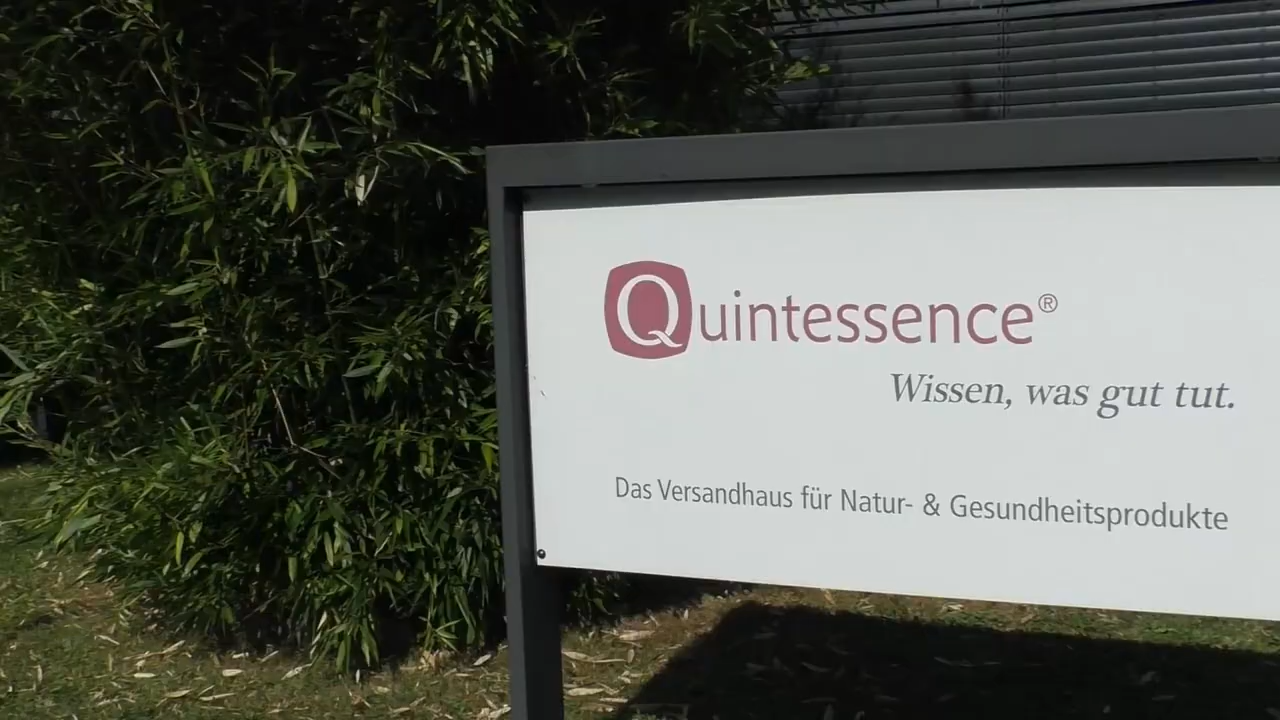 Quintessence®
Wissen, was gut tut.
Das Versandhaus für Natur- & Gesundheitsprodukte